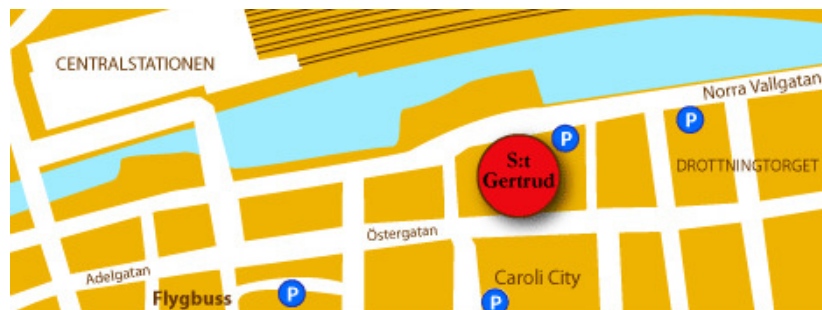 CENTRALSTATIONEN
Norra Vallgatan
P
P
S:t
Gertrud
DROTTNINGTORGET
Östergatan
Adelgatan
Caroli City
Flygbuss
P
P